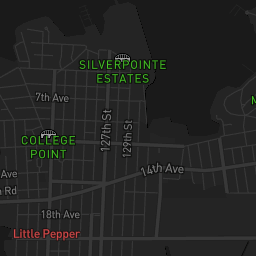 SILVERPOINTE
ESTATES
7th Ave
127th St
129th St
COLLEGE
POINT
14th Ave
Rd
18th Ave
Little Pepper